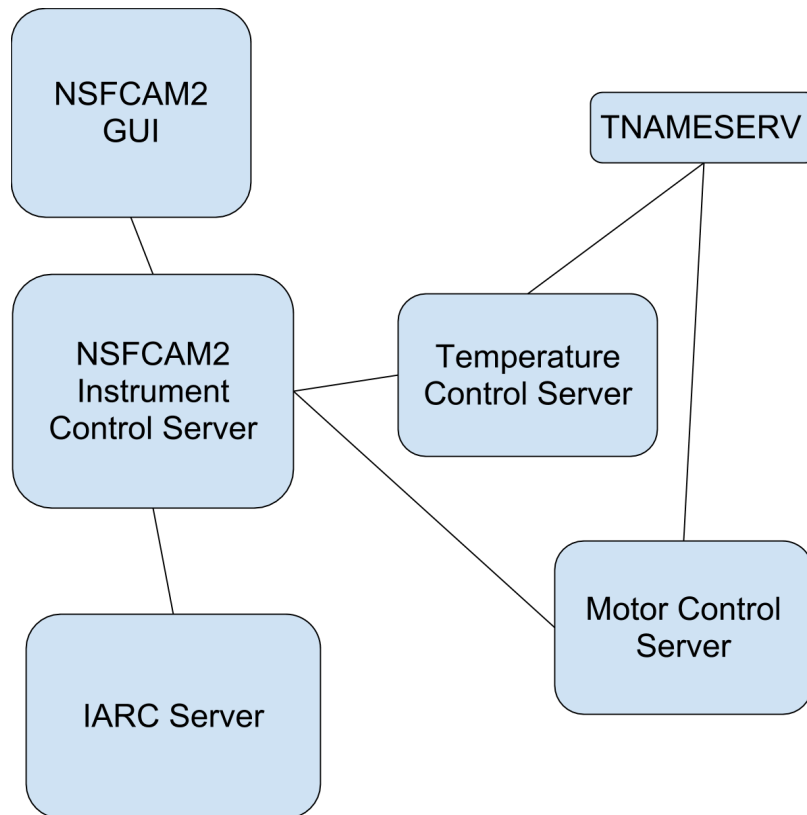 NSFCAM2
GUI
TNAMESERV
NSFCAM2
Instrument
Control Server
Temperature
Control Server
Motor Control
Server
IARC Server